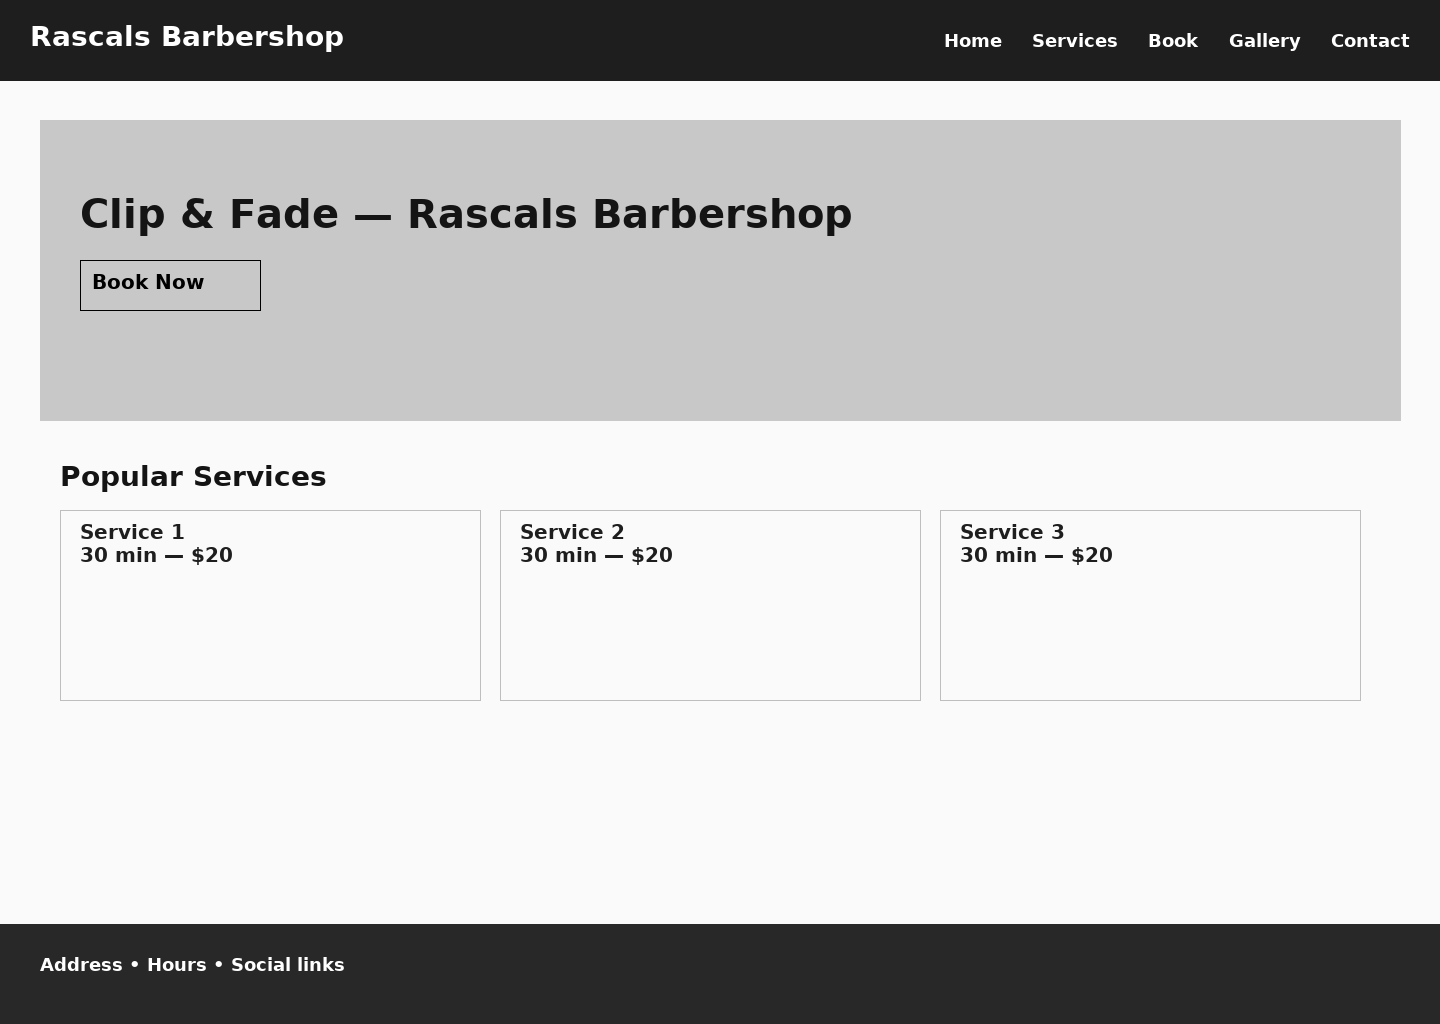 Rascals Barbershop
Home Services Book Gallery Contact
Clip & Fade — Rascals Barbershop
Book Now
Popular Services
Service 1
30 min — $20
Service 2
30 min — $20
Service 3
30 min — $20
Address • Hours • Social links